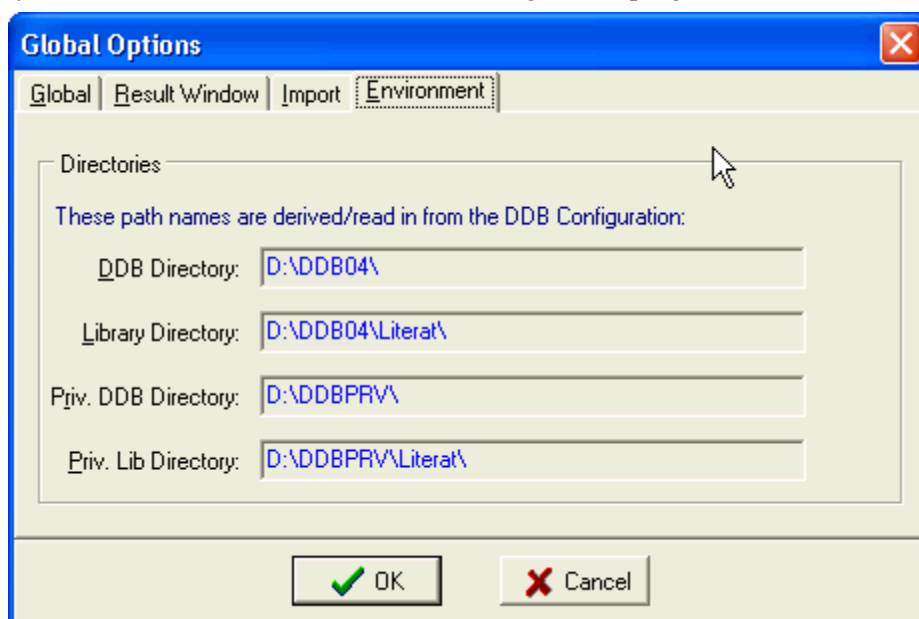 Global Options
Global Result Window Import Environment
Directories
These path names are derived/read in from the DDB Configuration:
DDB Directory: D:\DDB04\
Library Directory: D:\DDB04\Literat\
Priv. DDB Directory: D:\DDBPRV\
Priv. Lib Directory: D:\DDBPRV\Literat\
OK Cancel